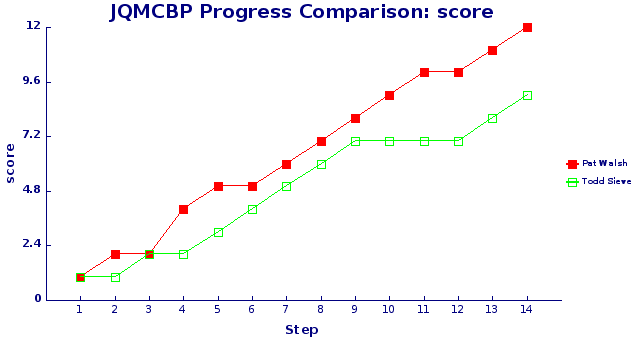 JQMCBP Progress Comparison: score
12
9.6
7.2
4.8
2.4
0
score
1 2 3 4 5 6 7 8 9 10 11 12 13 14
Step
Pat Walsh
Todd Sieve